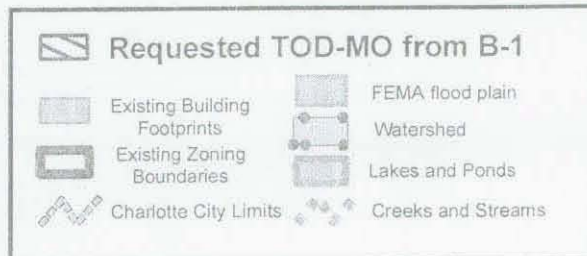 Requested TOD-MO from B-1
Existing Building
Footprints
Existing Zoning
Boundaries
Charlotte City Limits
FEMA flood plain
Watershed
Lakes and Ponds
Creeks and Streams